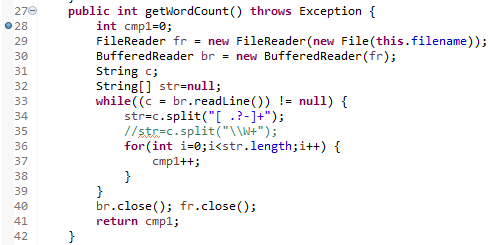 27 public int getWordCount() throws Exception {
28 int cmp1=0;
29 FileReader fr = new FileReader(new File(this.filename));
30 BufferedReader br = new BufferedReader(fr);
31 String c;
32 String[] str=null;
33 while((c = br.readLine()) != null) {
34 str=c.split("[ .?-]+");
35 //str=c.split("\\W+");
36 for(int i=0;i<str.length;i++) {
37 cmp1++;
38 }
39 }
40 br.close(); fr.close();
41 return cmp1;
42 }